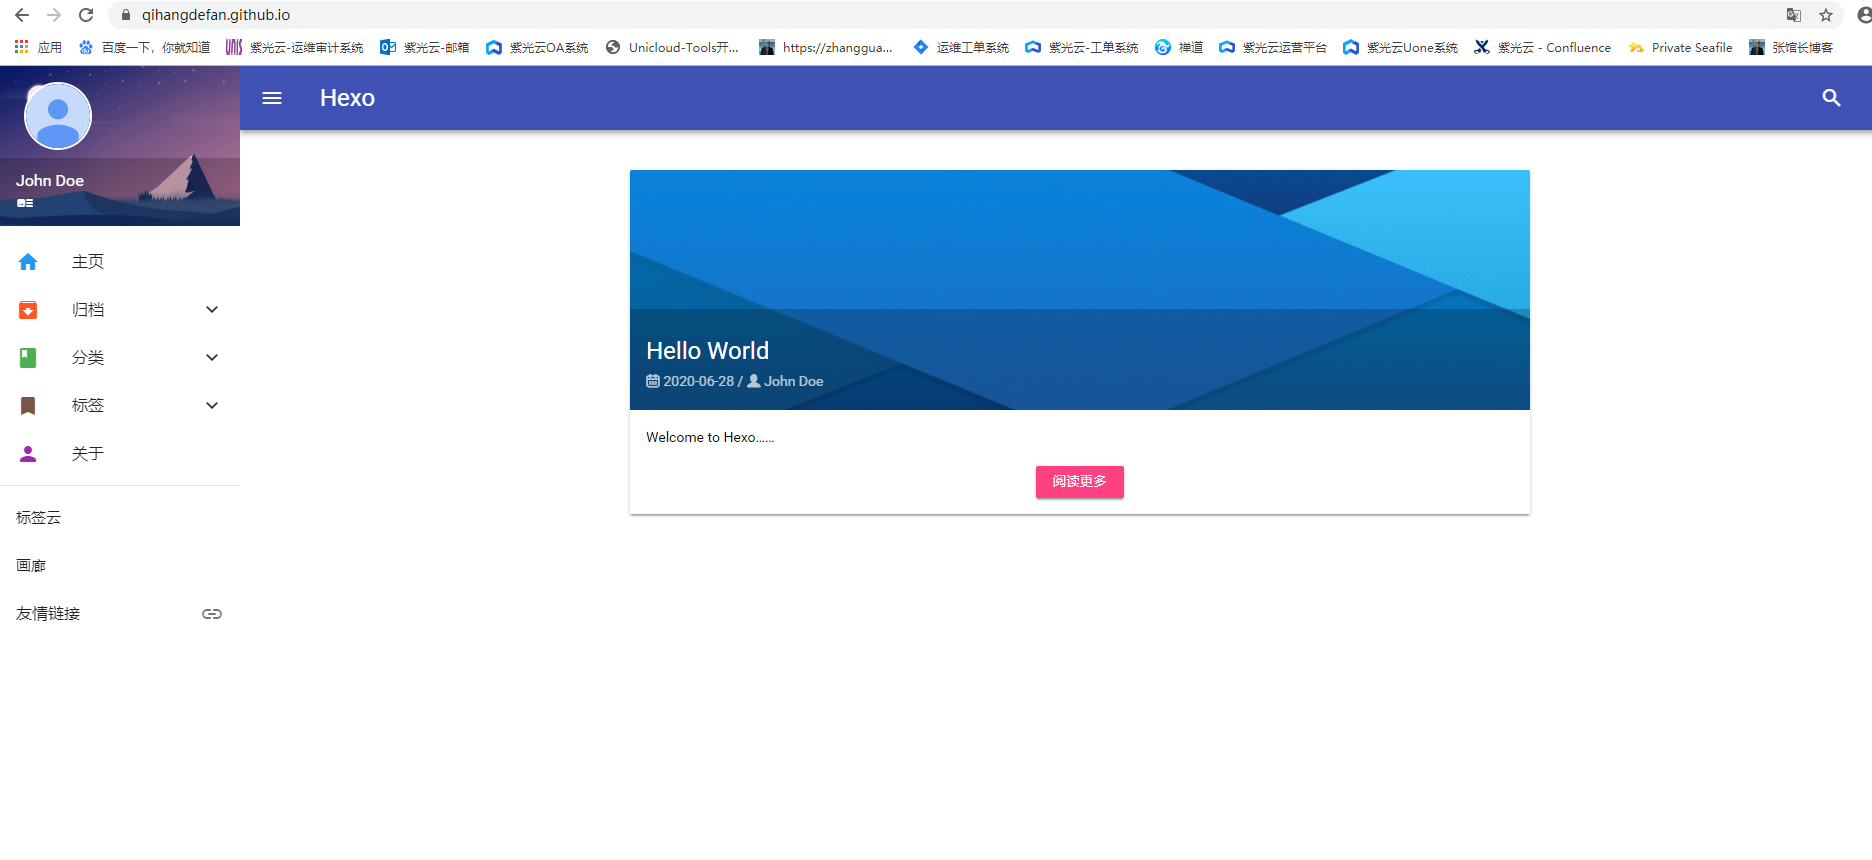 qihangdefan.github.io
应用 百度一下，你就知道 UNIS 紫光云-运维审计系统 紫光云-邮箱 紫光云OA系统 Unicloud-Tools开... https://zhanggua... 运维工单系统 紫光云-工单系统 禅道 紫光云运营平台 紫光云Uone系统 紫光云 - Confluence Private Seafile 张馆长博客
Hexo
John Doe
主页
归档
分类
标签
关于
标签云
画廊
友情链接
Hello World
2020-06-28 / John Doe
Welcome to Hexo……
阅读更多